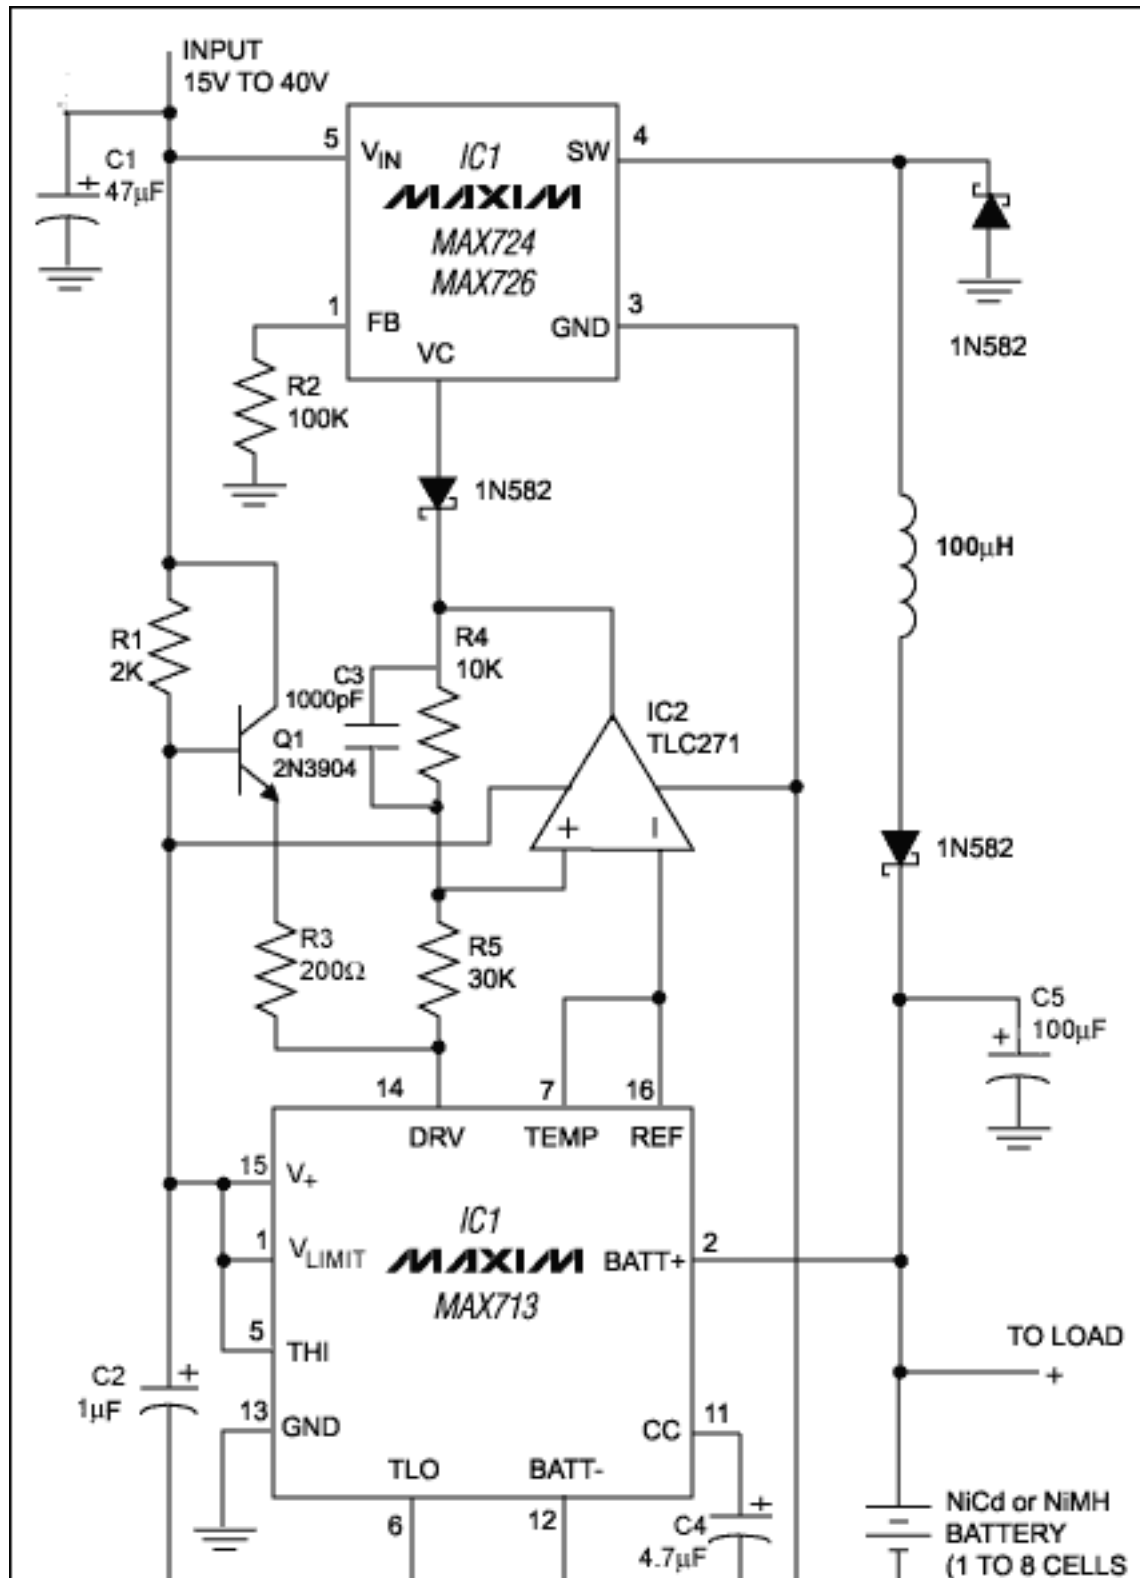 INPUT
15V TO 40V
C1
+
47µF
5
VIN
IC1
MAXIM
MAX724
MAX726
SW
4
1
FB
VC
GND
3
1N582
R2
100K
1N582
100µH
R1
2K
C3
1000pF
R4
10K
IC2
TLC271
Q1
2N3904
+
–
1N582
R3
200Ω
R5
30K
C5
+
100µF
14
7
16
DRV
TEMP
REF
15
V+
1
VLIMIT
IC1
MAXIM
MAX713
BATT+
2
5
THI
TO LOAD
+
C2
+
1µF
13
GND
CC
11
TLO
BATT-
6
12
C4
+
4.7µF
NiCd or NiMH
BATTERY
(1 TO 8 CELLS